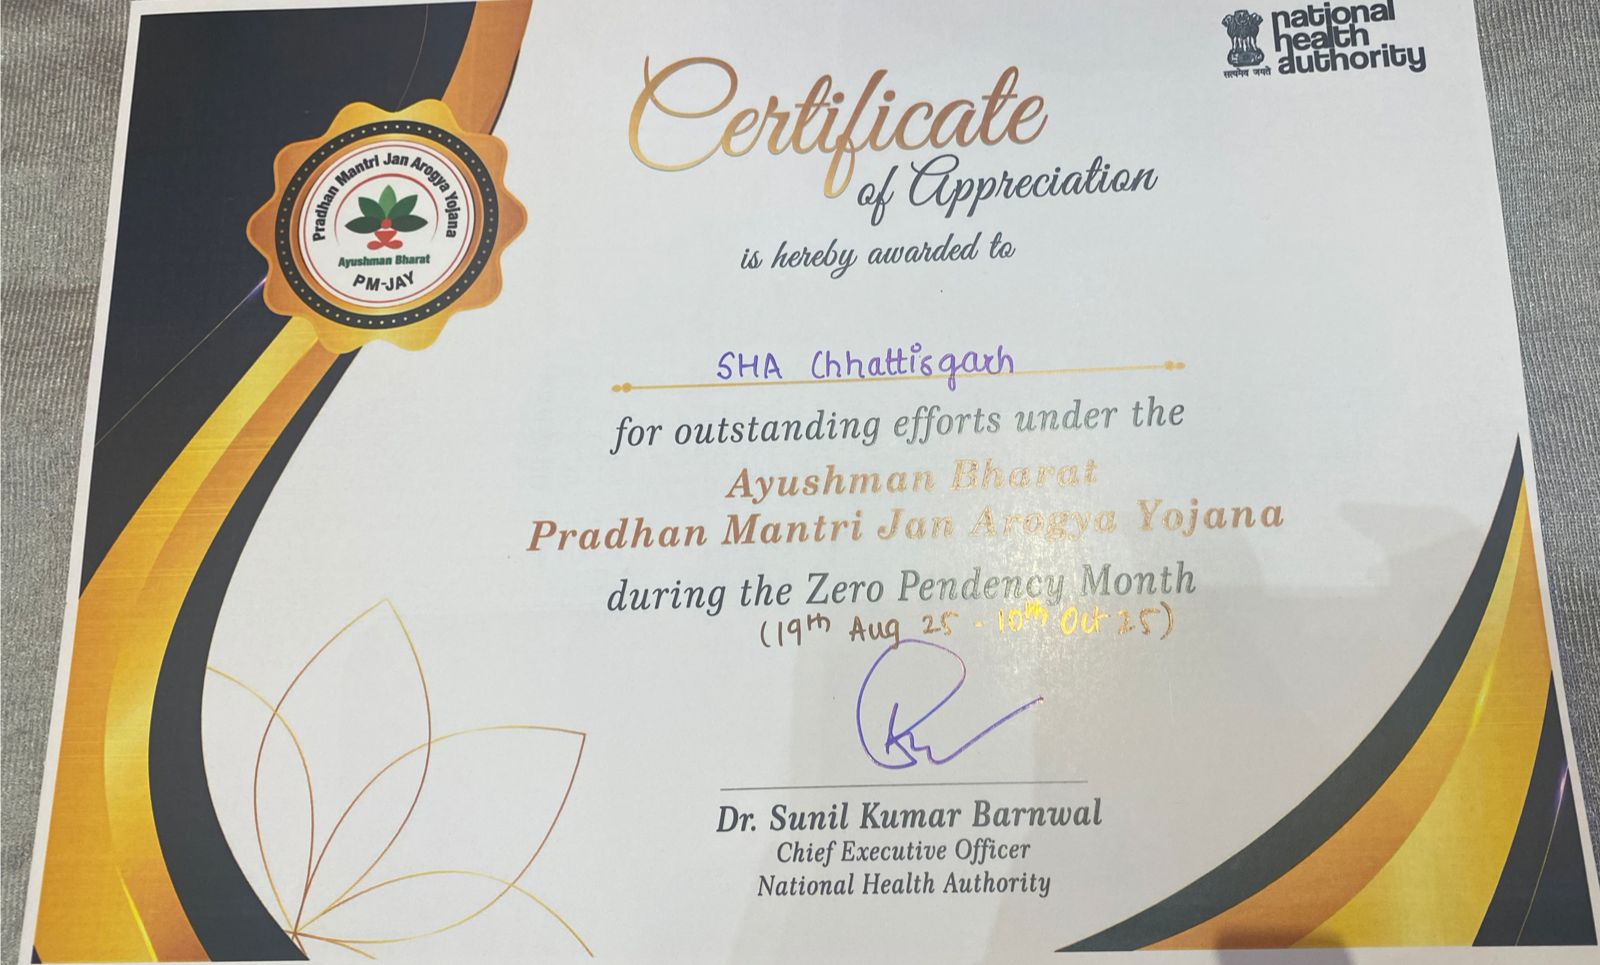 national
health
authority
सत्यमेव जयते
Certificate
of Appreciation
is hereby awarded to
Pradhan Mantri Jan Arogya Yojana
Ayushman Bharat
PM-JAY
SHA Chhattisgarh
for outstanding efforts under the
Ayushman Bharat
Pradhan Mantri Jan Arogya Yojana
during the Zero Pendency Month
(19th Aug 25 - 10th Oct 25)
Dr. Sunil Kumar Barnwal
Chief Executive Officer
National Health Authority